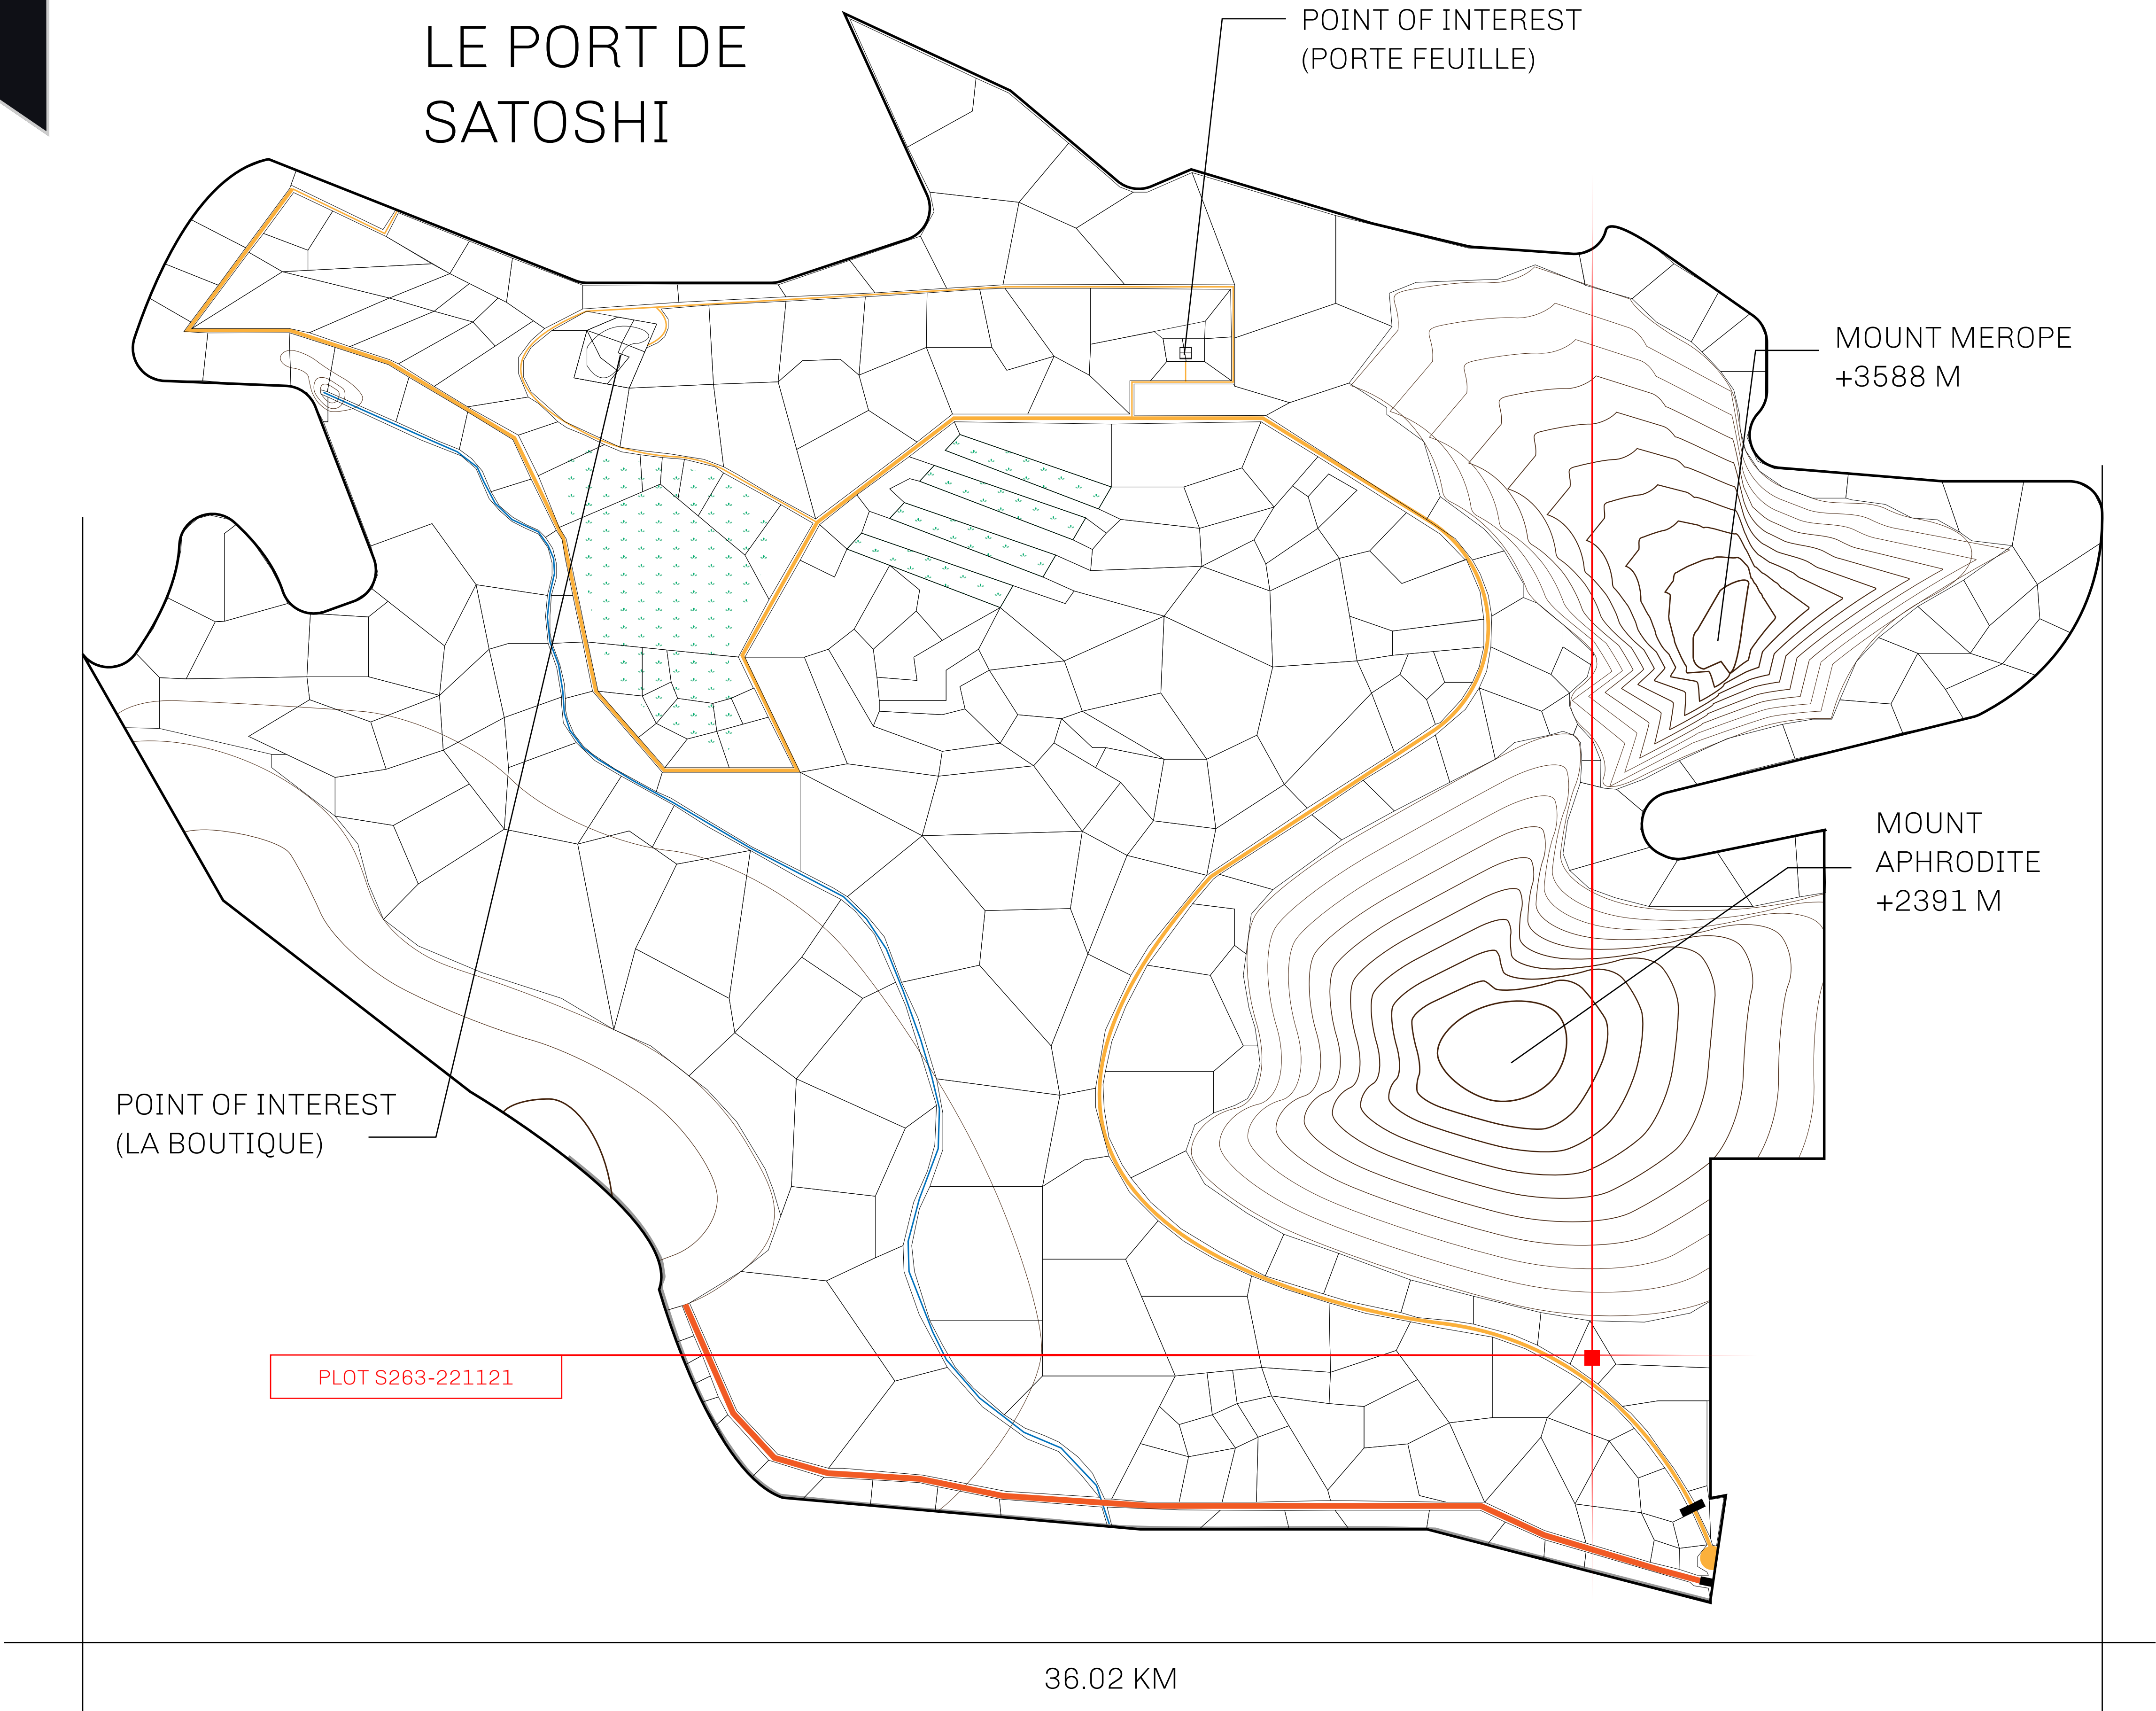 LE PORT DE
SATOSHI
POINT OF INTEREST
(PORTE FEUILLE)
MOUNT MEROPE
+3588 M
MOUNT
APHRODITE
+2391 M
POINT OF INTEREST
(LA BOUTIQUE)
PLOT S263-221121
36.02 KM